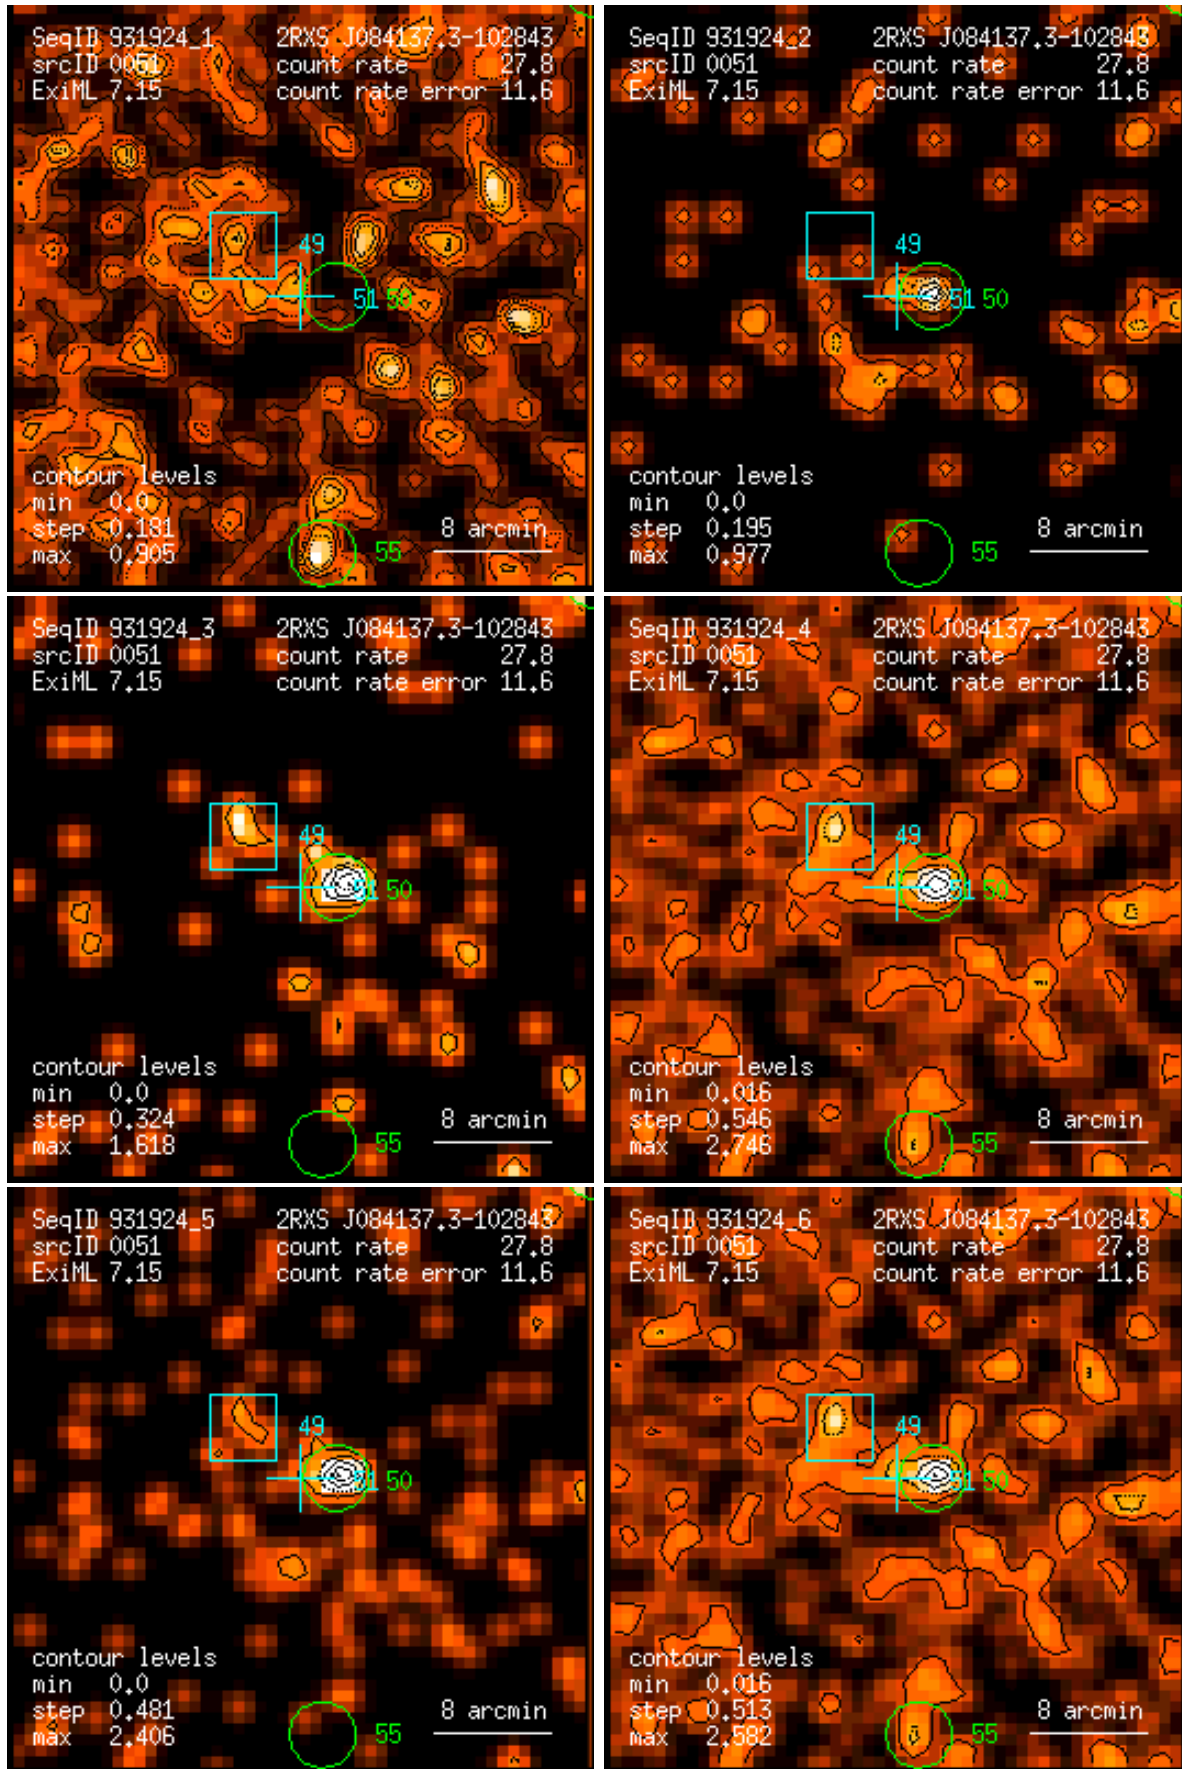 SeqID 931924_1 2RXS J084137.3-102843
srcID 0051 count rate 27.8
ExiML 7.15 count rate error 11.6
49
51 50
contour levels
min 0.0
step 0.181
max 0.905
8 arcmin
55
SeqID 931924_2 2RXS J084137.3-102843
srcID 0051 count rate 27.8
ExiML 7.15 count rate error 11.6
49
51 50
contour levels
min 0.0
step 0.195
max 0.977
8 arcmin
55
SeqID 931924_3 2RXS J084137.3-102843
srcID 0051 count rate 27.8
ExiML 7.15 count rate error 11.6
49
51 50
contour levels
min 0.0
step 0.324
max 1.618
8 arcmin
55
SeqID 931924_4 2RXS J084137.3-102843
srcID 0051 count rate 27.8
ExiML 7.15 count rate error 11.6
49
51 50
contour levels
min 0.016
step 0.546
max 2.746
8 arcmin
55
SeqID 931924_5 2RXS J084137.3-102843
srcID 0051 count rate 27.8
ExiML 7.15 count rate error 11.6
49
51 50
contour levels
min 0.0
step 0.481
max 2.406
8 arcmin
55
SeqID 931924_6 2RXS J084137.3-102843
srcID 0051 count rate 27.8
ExiML 7.15 count rate error 11.6
49
51 50
contour levels
min 0.016
step 0.513
max 2.582
8 arcmin
55